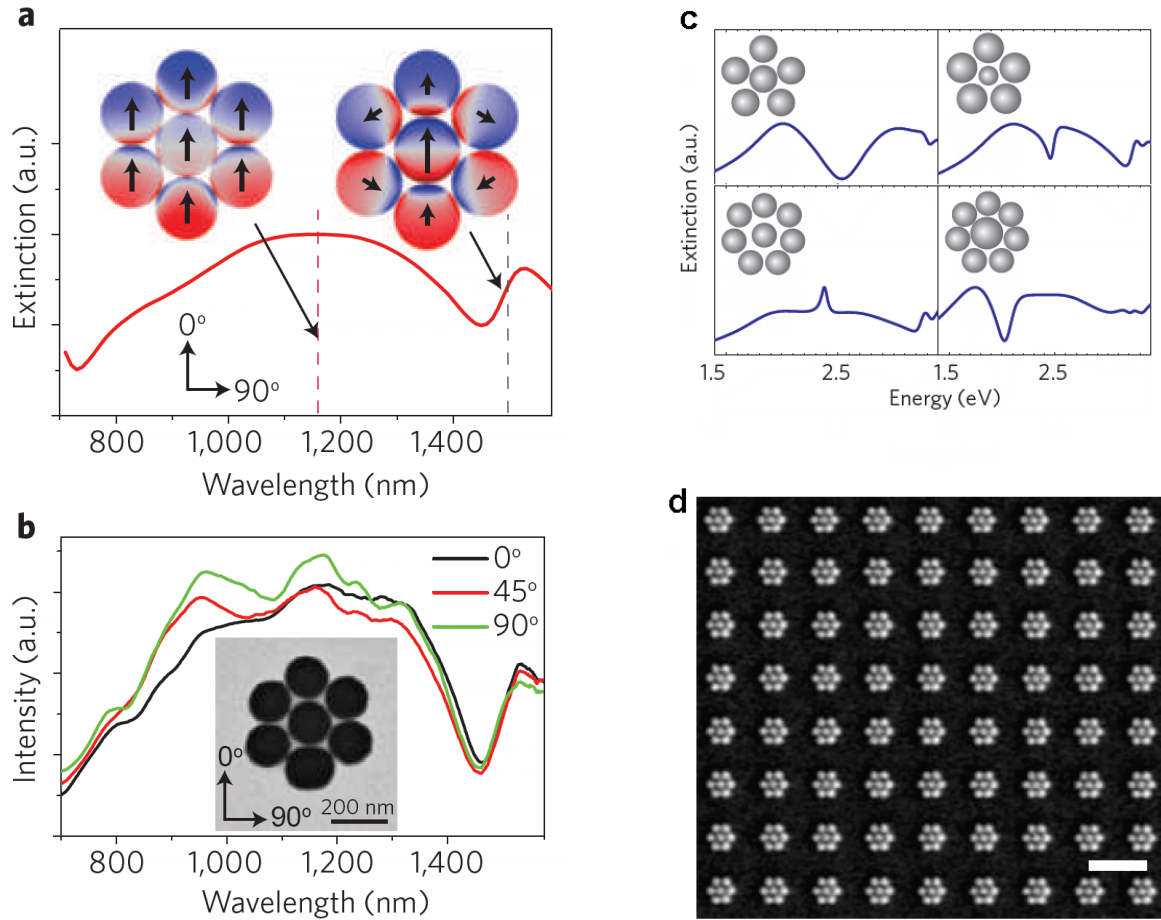 a
Extinction (a.u.)
0°
90°
800
1,000
1,200
1,400
Wavelength (nm)
b
Intensity (a.u.)
0°
45°
90°
0°
90°
200 nm
800
1,000
1,200
1,400
Wavelength (nm)
c
Extinction (a.u.)
1.5
2.5
1.5
2.5
Energy (eV)
d